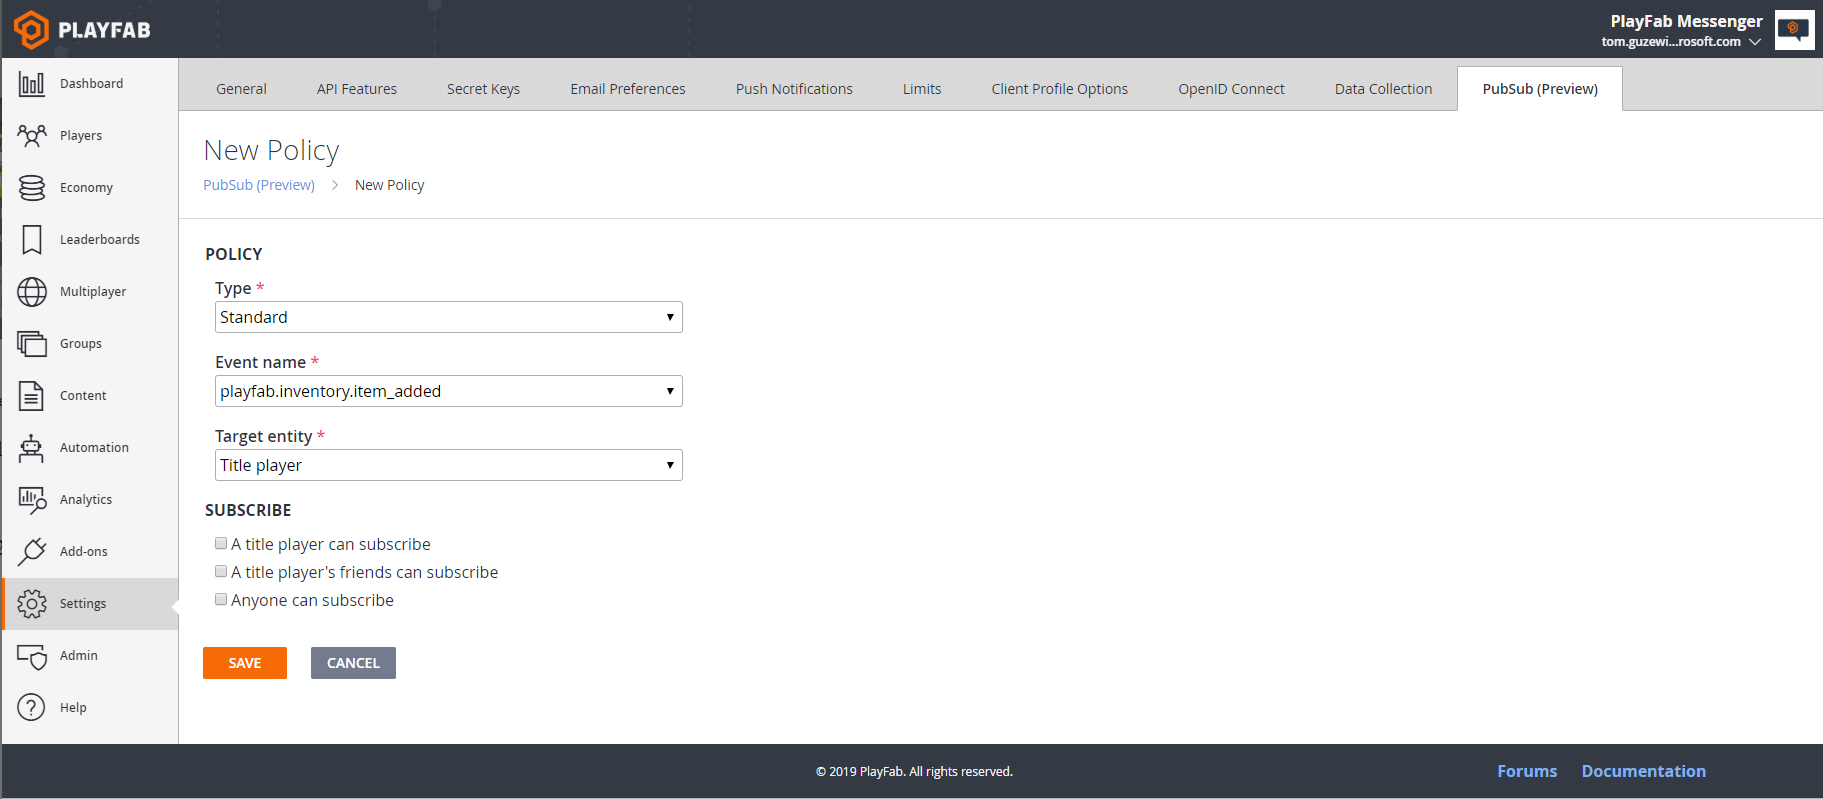 PLAYFAB
PlayFab Messenger
tom.guzewi...rosoft.com
Dashboard
Players
Economy
Leaderboards
Multiplayer
Groups
Content
Automation
Analytics
Add-ons
Settings
Admin
Help
General API Features Secret Keys Email Preferences Push Notifications Limits Client Profile Options OpenID Connect Data Collection PubSub (Preview)
New Policy
PubSub (Preview) > New Policy
POLICY
Type *
Standard
Event name *
playfab.inventory.item_added
Target entity *
Title player
SUBSCRIBE
A title player can subscribe
A title player's friends can subscribe
Anyone can subscribe
SAVE CANCEL
© 2019 PlayFab. All rights reserved.
Forums Documentation